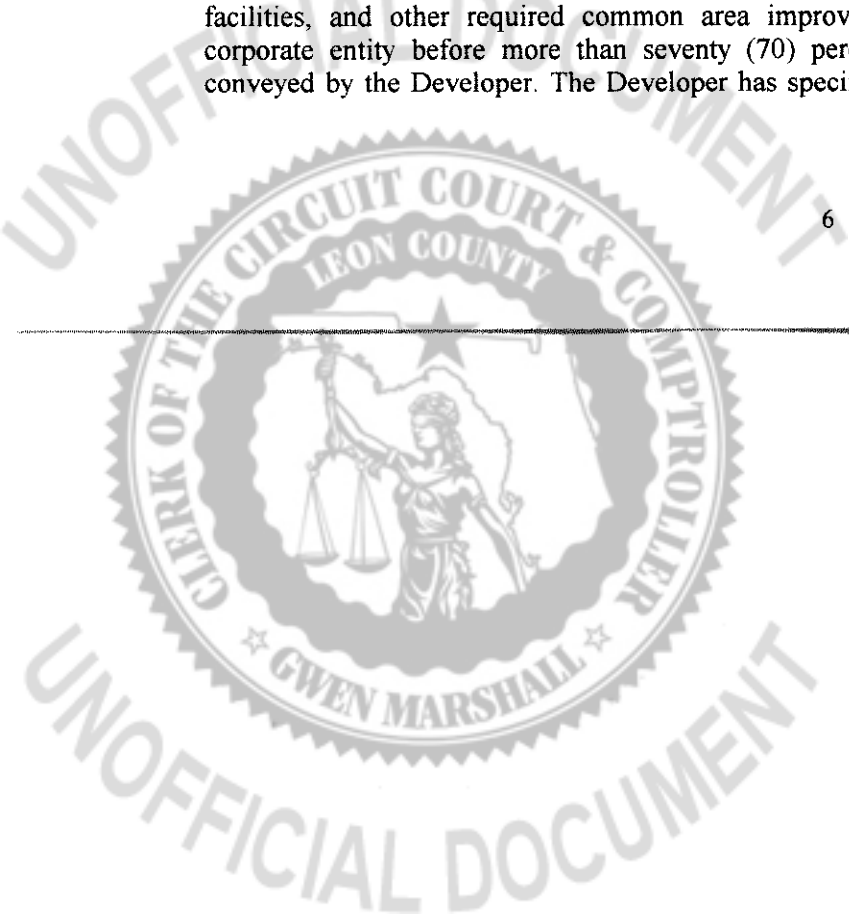 facilities, and other required common area improv
corporate entity before more than seventy (70) per
conveyed by the Developer. The Developer has speci
6
UNOFFICIAL DOCUMENT
CLERK OF THE CIRCUIT COURT & COMPTROLLER
LEON COUNTY
GWEN MARSHALL
UNOFFICIAL DOCUMENT